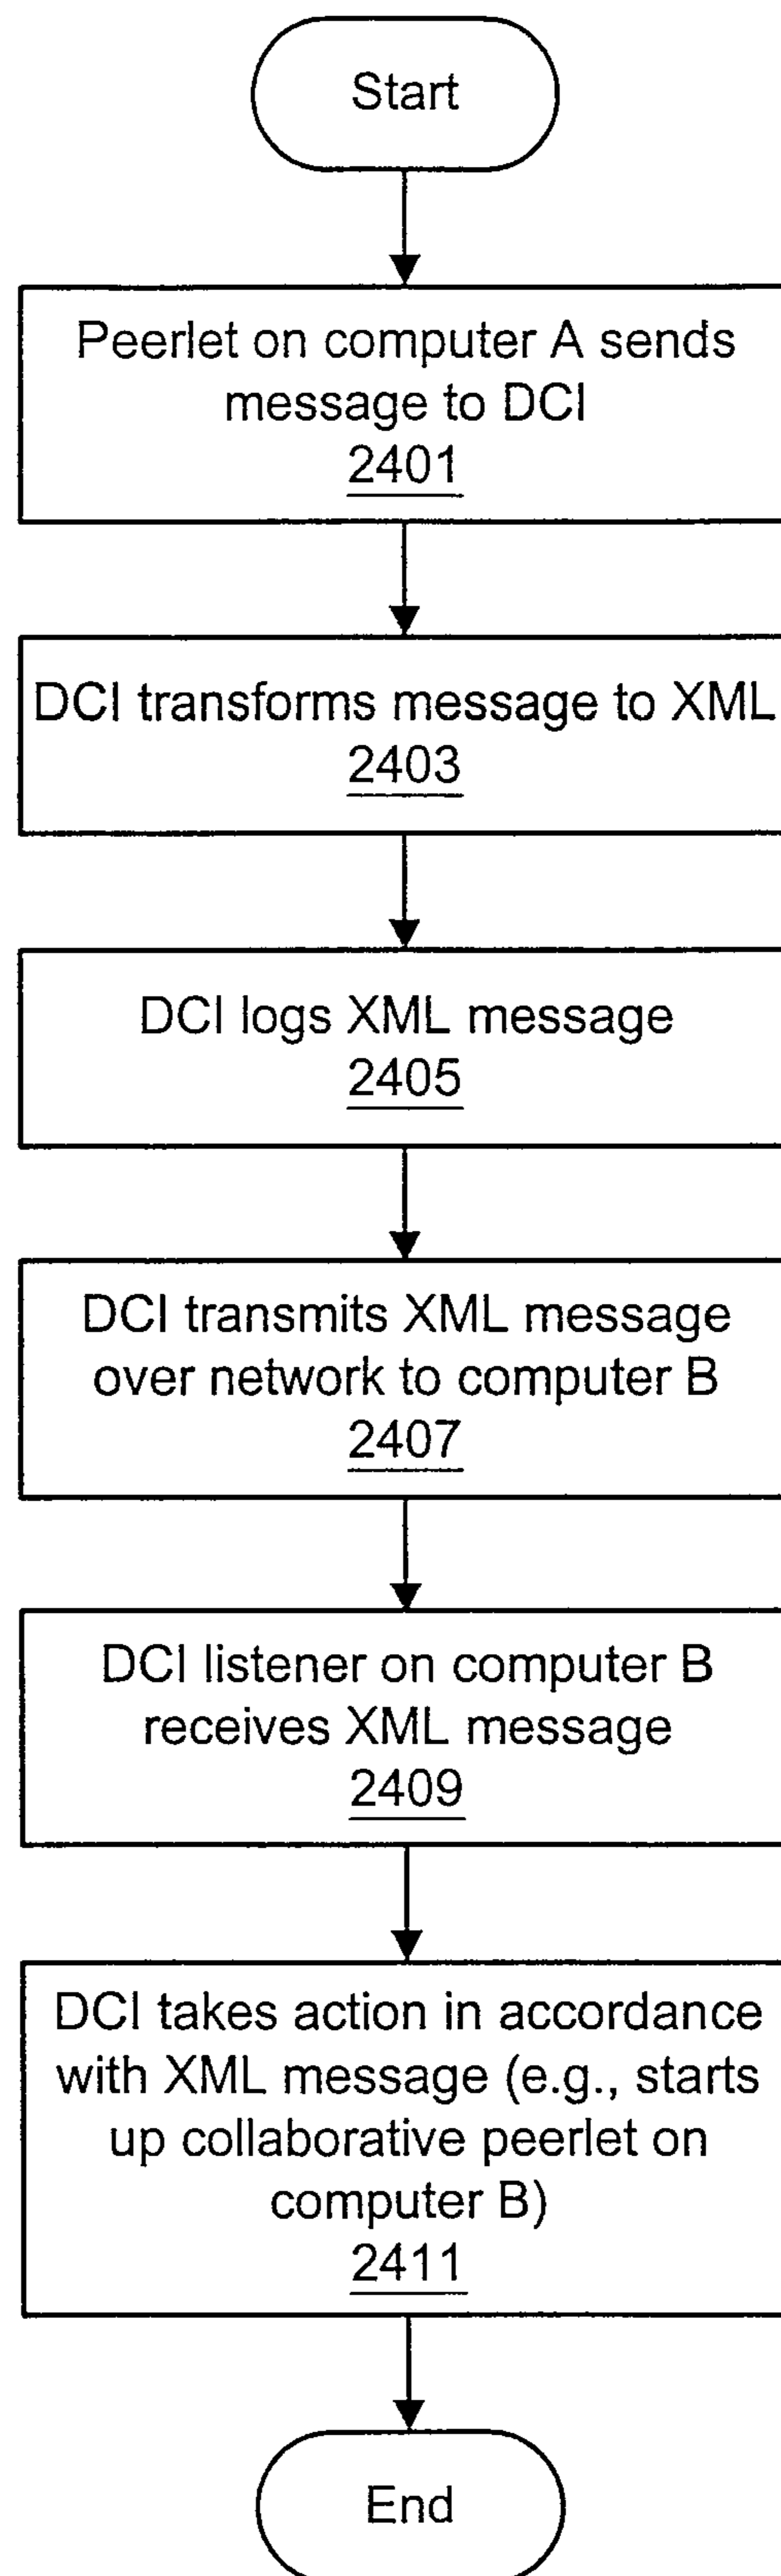 Start
Peerlet on computer A sends
message to DCI
2401
DCI transforms message to XML
2403
DCI logs XML message
2405
DCI transmits XML message
over network to computer B
2407
DCI listener on computer B
receives XML message
2409
DCI takes action in accordance
with XML message (e.g., starts
up collaborative peerlet on
computer B)
2411
End